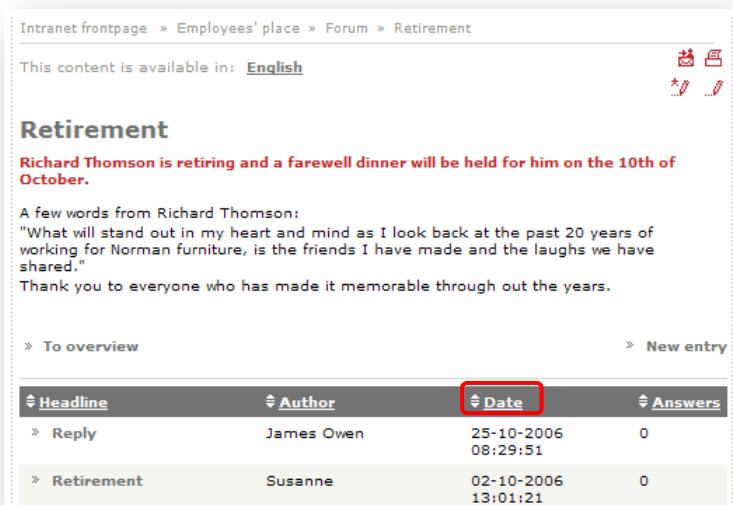 Intranet frontpage » Employees' place » Forum » Retirement
This content is available in: English
Retirement
Richard Thomson is retiring and a farewell dinner will be held for him on the 10th of
October.
A few words from Richard Thomson:
"What will stand out in my heart and mind as I look back at the past 20 years of
working for Norman furniture, is the friends I have made and the laughs we have
shared."
Thank you to everyone who has made it memorable through out the years.
» To overview » New entry
Headline Author Date Answers
» Reply James Owen 25-10-2006 0
08:29:51
» Retirement Susanne 02-10-2006 0
13:01:21